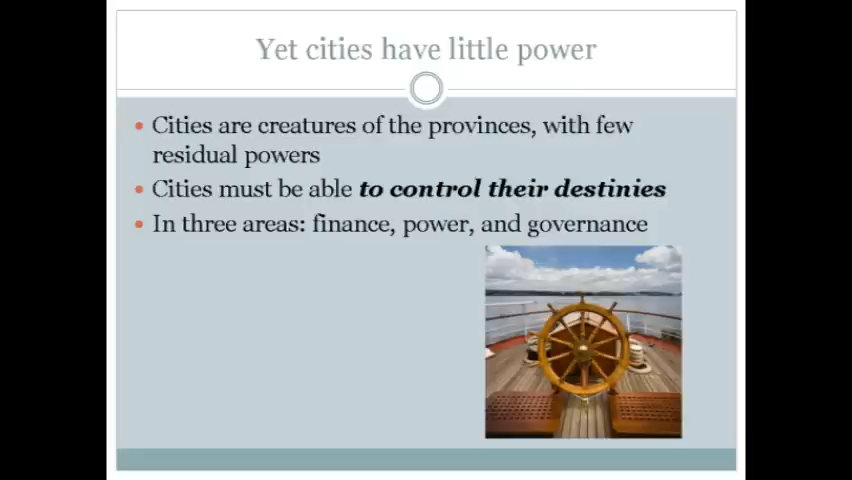 Yet cities have little power
• Cities are creatures of the provinces, with few
residual powers
• Cities must be able to control their destinies
• In three areas: finance, power, and governance